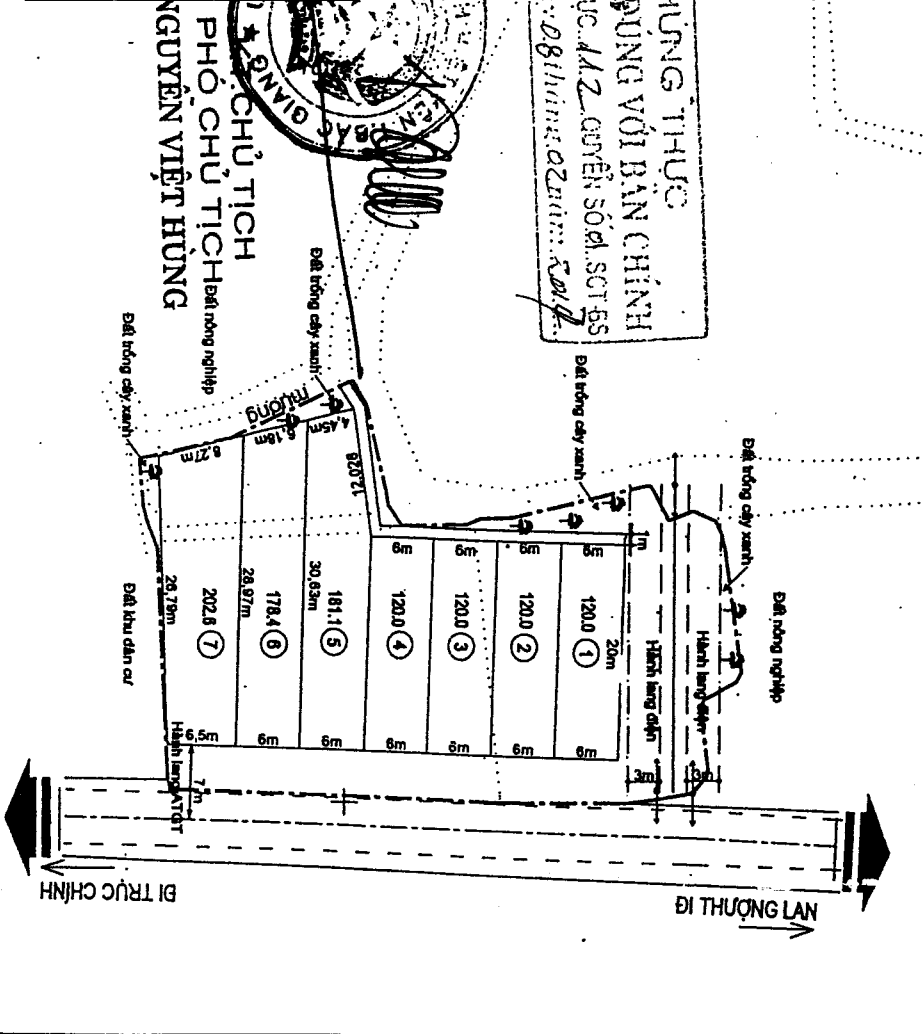 CHỨNG THỰC
ĐÚNG VỚI BẢN CHÍNH
QUYỂN SỐ SCT-BS
BẮC GIANG
CHỦ TỊCH
PHÓ CHỦ TỊCH
NGUYỄN VIỆT HÙNG
Đất nông nghiệp
Đất trồng cây xanh
Đất trồng cây xanh
Đất trồng cây xanh
Đất trồng cây xanh
Đất nông nghiệp
mương
8,27m
6,18m
4,45m
12,028
1m
6m
6m
6m
6m
Đất khu dân cư
26,79m
202.6 7
28,97m
178.4 6
30,63m
181.1 5
120.0 4
120.0 3
120.0 2
120.0 1
20m
Hành lang điện
Hành lang điện
6,5m
6m
6m
6m
6m
6m
6m
3m
3m
Hành lang ATGT
7m
ĐI TRỤC CHÍNH
ĐI THƯỢNG LAN